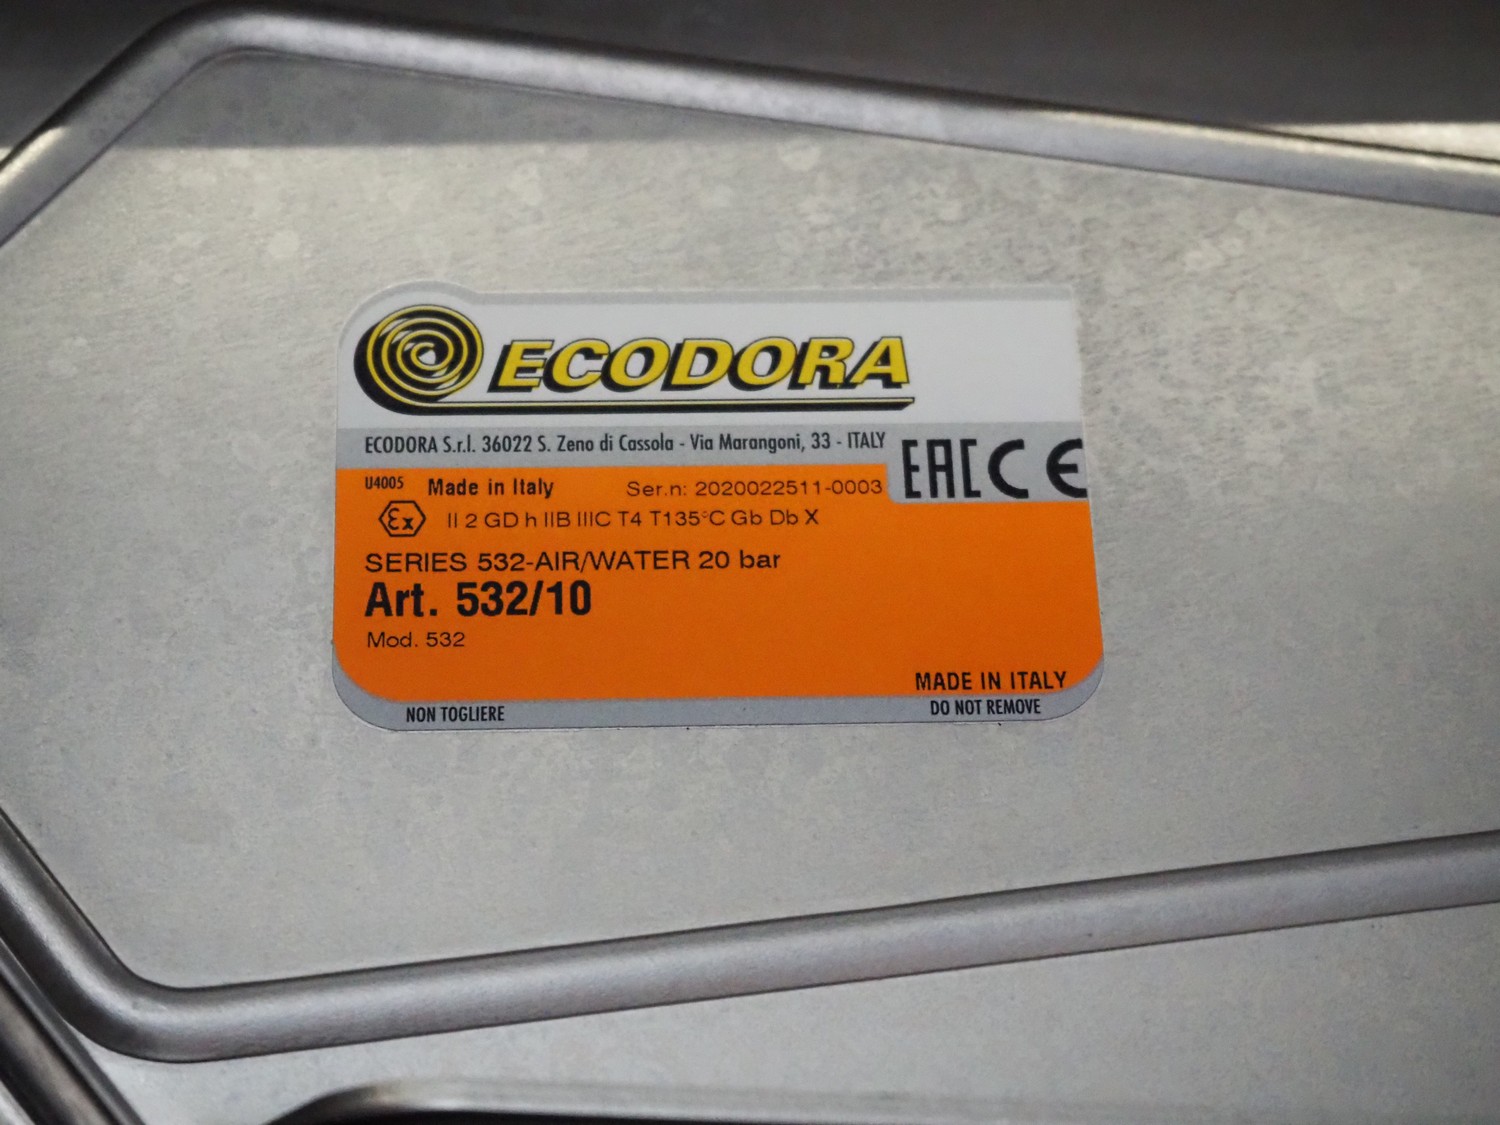 ECODORA
ECODORA S.r.l. 36022 S. Zeno di Cassola - Via Marangoni, 33 - ITALY
EAC CE
U4005 Made in Italy Ser.n: 2020022511-0003
Ex II 2 GD h IIB IIIC T4 T135°C Gb Db X
SERIES 532-AIR/WATER 20 bar
Art. 532/10
Mod. 532
MADE IN ITALY
NON TOGLIERE DO NOT REMOVE